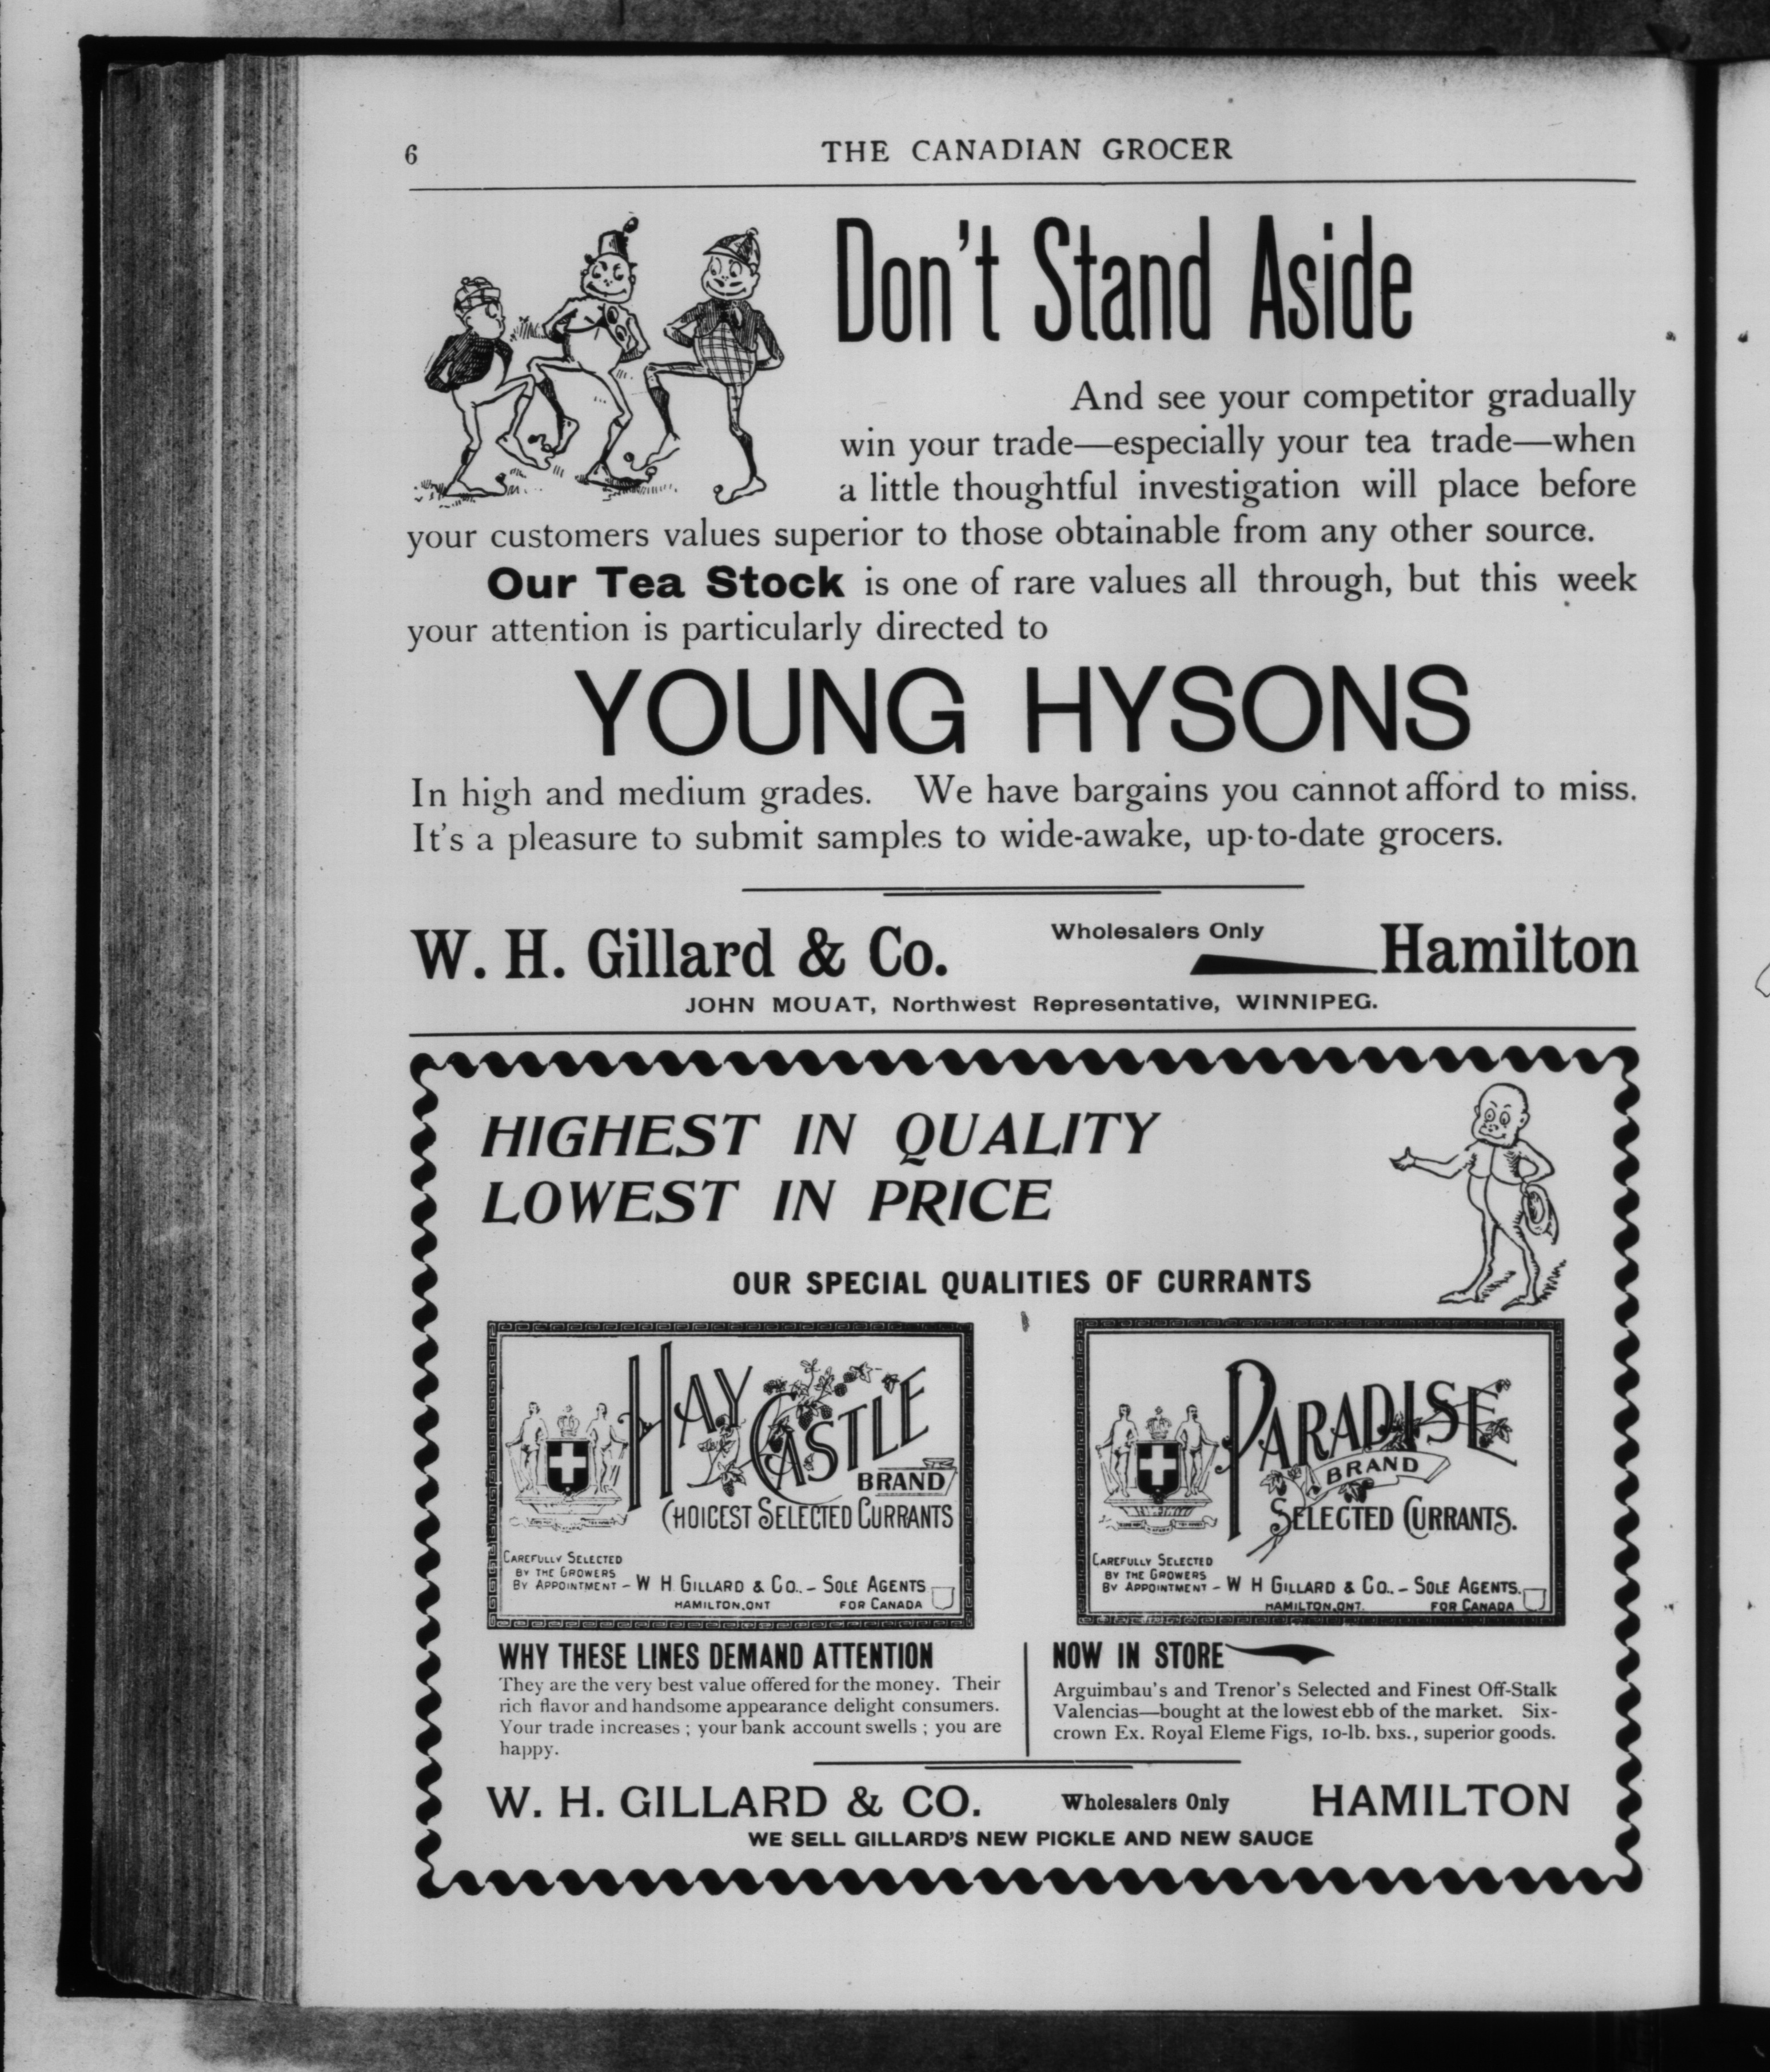 6
THE CANADIAN GROCER
Don't Stand Aside
And see your competitor gradually
win your trade—especially your tea trade—when
a little thoughtful investigation will place before
your customers values superior to those obtainable from any other source.
Our Tea Stock is one of rare values all through, but this week
your attention is particularly directed to
YOUNG HYSONS
In high and medium grades. We have bargains you cannot afford to miss.
It's a pleasure to submit samples to wide-awake, up-to-date grocers.
W. H. Gillard & Co. Wholesalers Only Hamilton
JOHN MOUAT, Northwest Representative, WINNIPEG.
HIGHEST IN QUALITY
LOWEST IN PRICE
OUR SPECIAL QUALITIES OF CURRANTS
HAY CASTLE
BRAND
CHOICEST SELECTED CURRANTS
CAREFULLY SELECTED
BY THE GROWERS
BY APPOINTMENT – W H GILLARD & CO.. – SOLE AGENTS
HAMILTON, ONT FOR CANADA
PARADISE
BRAND
SELECTED CURRANTS.
CAREFULLY SELECTED
BY THE GROWERS
BY APPOINTMENT – W H GILLARD & CO.. – SOLE AGENTS.
HAMILTON, ONT. FOR CANADA
WHY THESE LINES DEMAND ATTENTION
They are the very best value offered for the money. Their
rich flavor and handsome appearance delight consumers.
Your trade increases ; your bank account swells ; you are
happy.
NOW IN STORE
Arguimbau's and Trenor's Selected and Finest Off-Stalk
Valencias—bought at the lowest ebb of the market. Six-
crown Ex. Royal Eleme Figs, 10-lb. bxs., superior goods.
W. H. GILLARD & CO. Wholesalers Only HAMILTON
WE SELL GILLARD'S NEW PICKLE AND NEW SAUCE